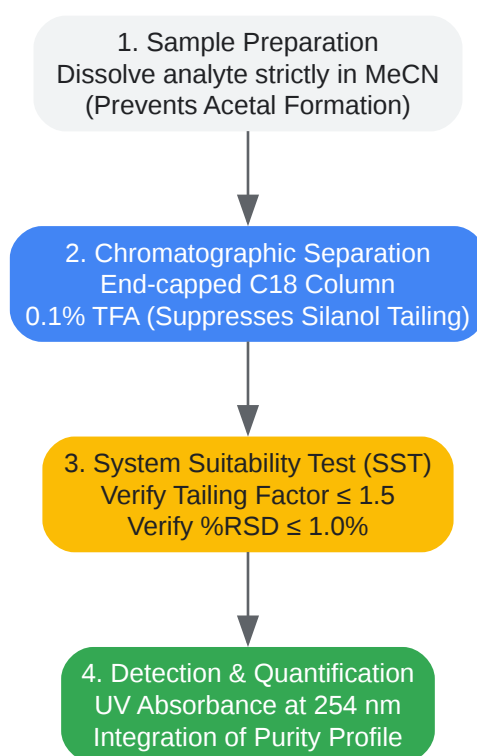 1. Sample Preparation
Dissolve analyte strictly in MeCN
(Prevents Acetal Formation)
2. Chromatographic Separation
End-capped C18 Column
0.1% TFA (Suppresses Silanol Tailing)
3. System Suitability Test (SST)
Verify Tailing Factor ≤ 1.5
Verify %RSD ≤ 1.0%
4. Detection & Quantification
UV Absorbance at 254 nm
Integration of Purity Profile